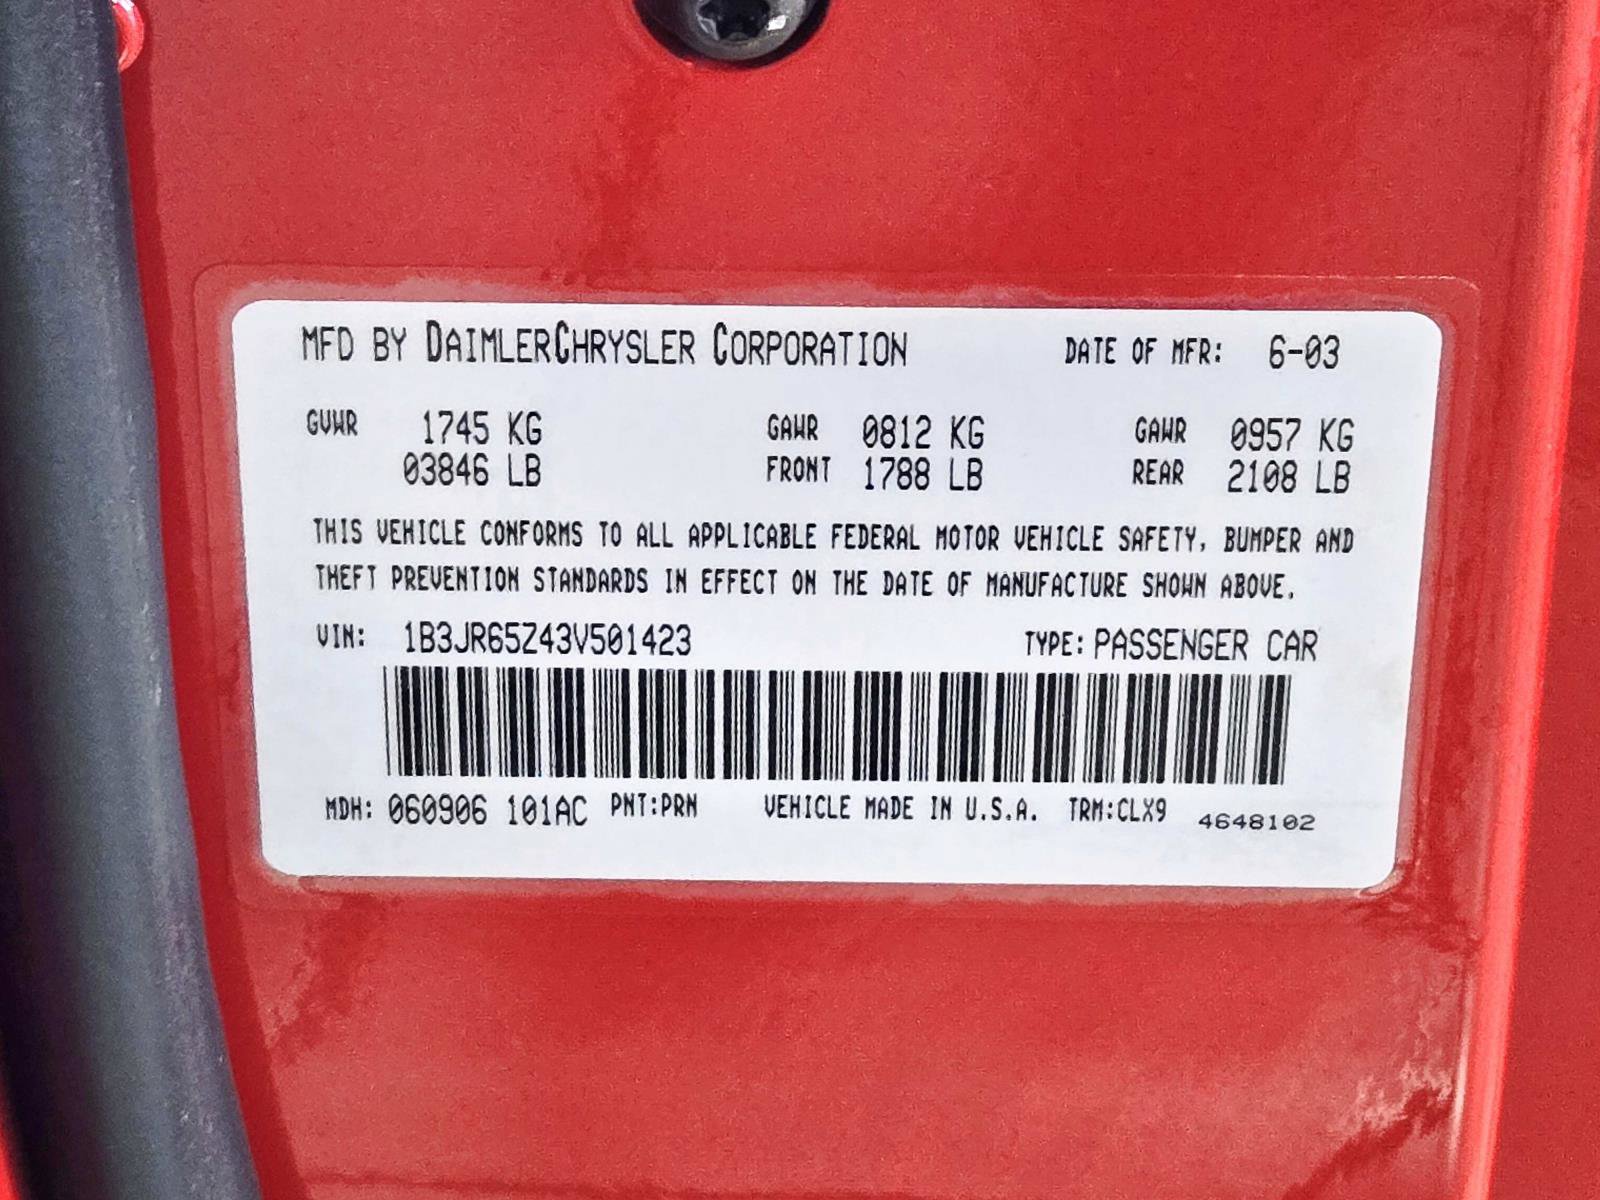 MFD BY DAIMLERCHRYSLER CORPORATION DATE OF MFR: 6-03
GVWR 1745 KG GAWR 0812 KG GAWR 0957 KG
03846 LB FRONT 1788 LB REAR 2108 LB
THIS VEHICLE CONFORMS TO ALL APPLICABLE FEDERAL MOTOR VEHICLE SAFETY, BUMPER AND
THEFT PREVENTION STANDARDS IN EFFECT ON THE DATE OF MANUFACTURE SHOWN ABOVE.
VIN: 1B3JR65Z43V501423 TYPE: PASSENGER CAR
MDH: 060906 101AC PNT:PRN VEHICLE MADE IN U.S.A. TRM:CLX9 4648102